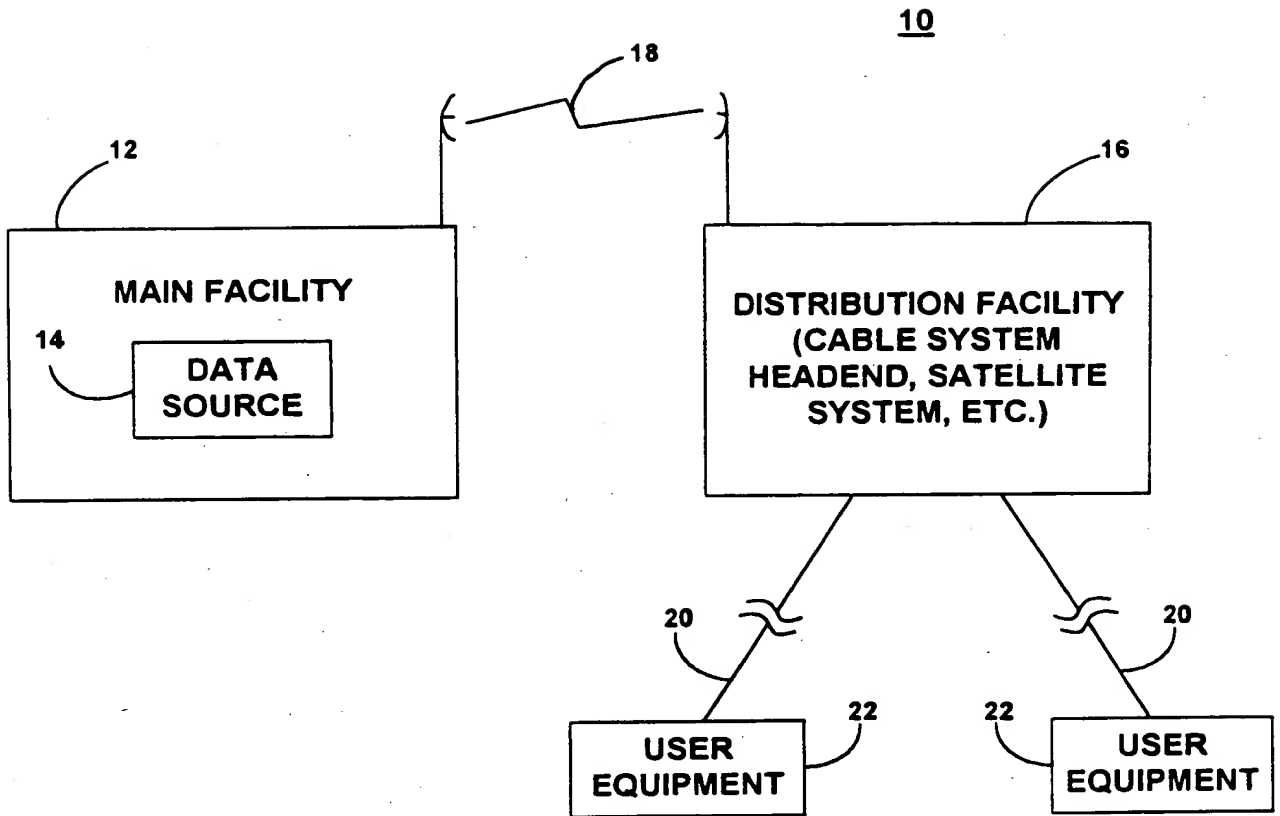 10
18
12
16
MAIN FACILITY
14
DATA
SOURCE
DISTRIBUTION FACILITY
(CABLE SYSTEM
HEADEND, SATELLITE
SYSTEM, ETC.)
20
20
22
22
USER
EQUIPMENT
USER
EQUIPMENT